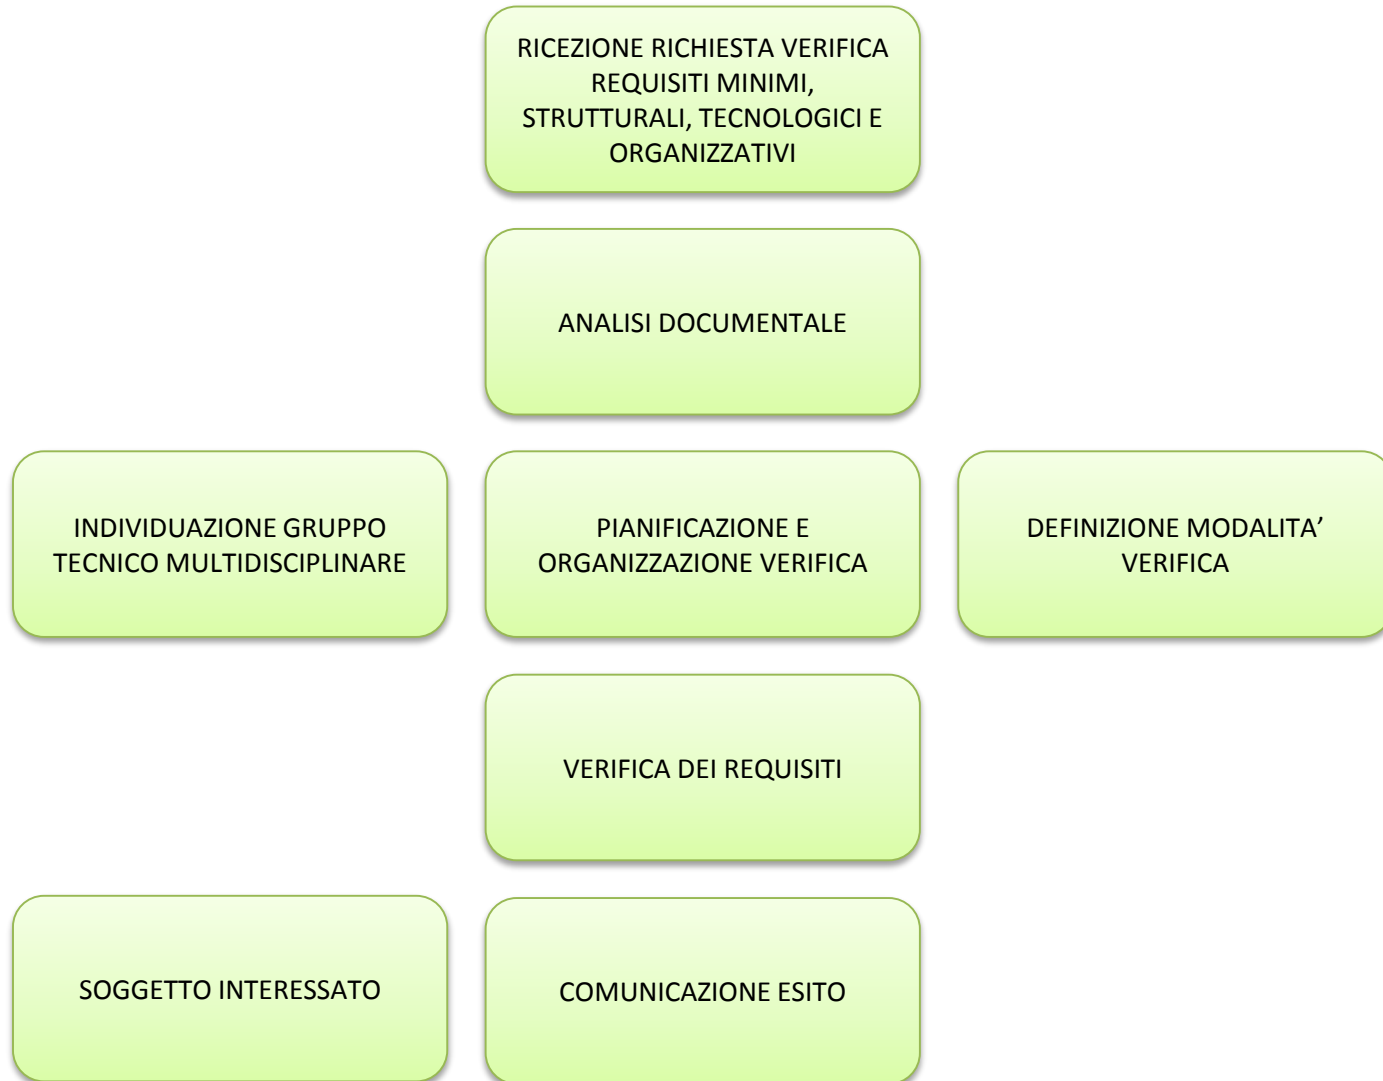 RICEZIONE RICHIESTA VERIFICA
REQUISITI MINIMI,
STRUTTURALI, TECNOLOGICI E
ORGANIZZATIVI
ANALISI DOCUMENTALE
INDIVIDUAZIONE GRUPPO
TECNICO MULTIDISCIPLINARE
PIANIFICAZIONE E
ORGANIZZAZIONE VERIFICA
DEFINIZIONE MODALITA’
VERIFICA
VERIFICA DEI REQUISITI
SOGGETTO INTERESSATO
COMUNICAZIONE ESITO